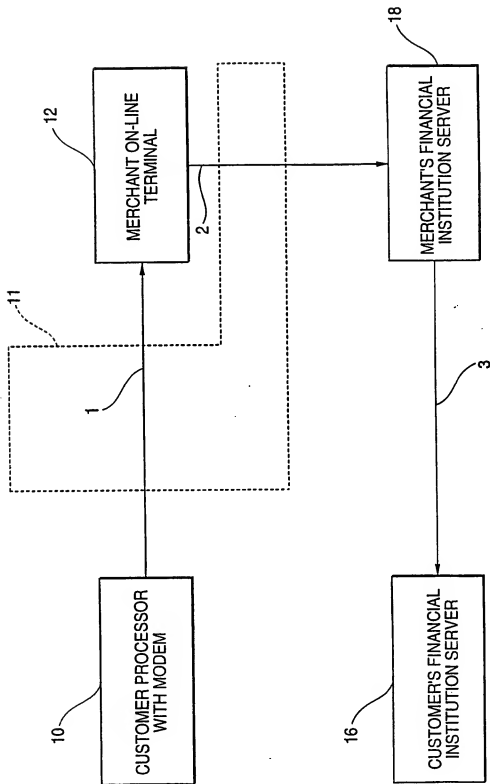 11
12
MERCHANT ON-LINE
TERMINAL
1
2
10
CUSTOMER PROCESSOR
WITH MODEM
18
MERCHANT'S FINANCIAL
INSTITUTION SERVER
3
16
CUSTOMER'S FINANCIAL
INSTITUTION SERVER